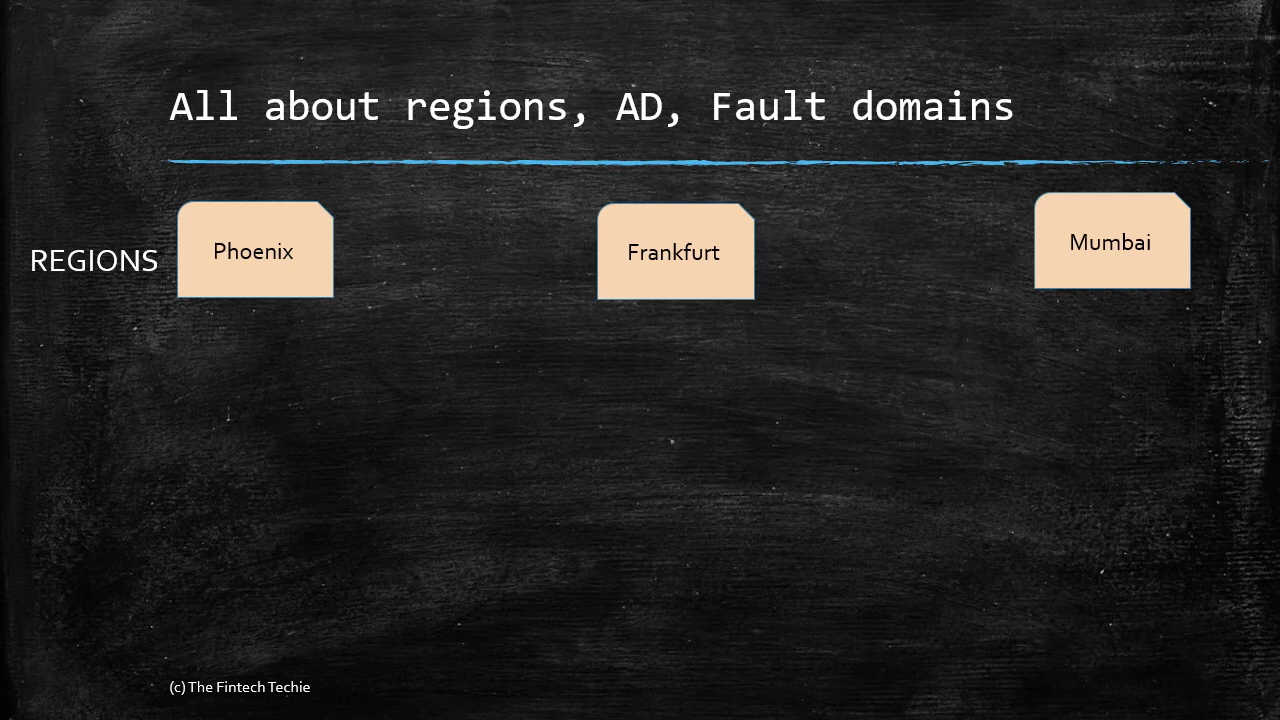 All about regions, AD, Fault domains
REGIONS
Phoenix
Frankfurt
Mumbai
(c) The Fintech Techie